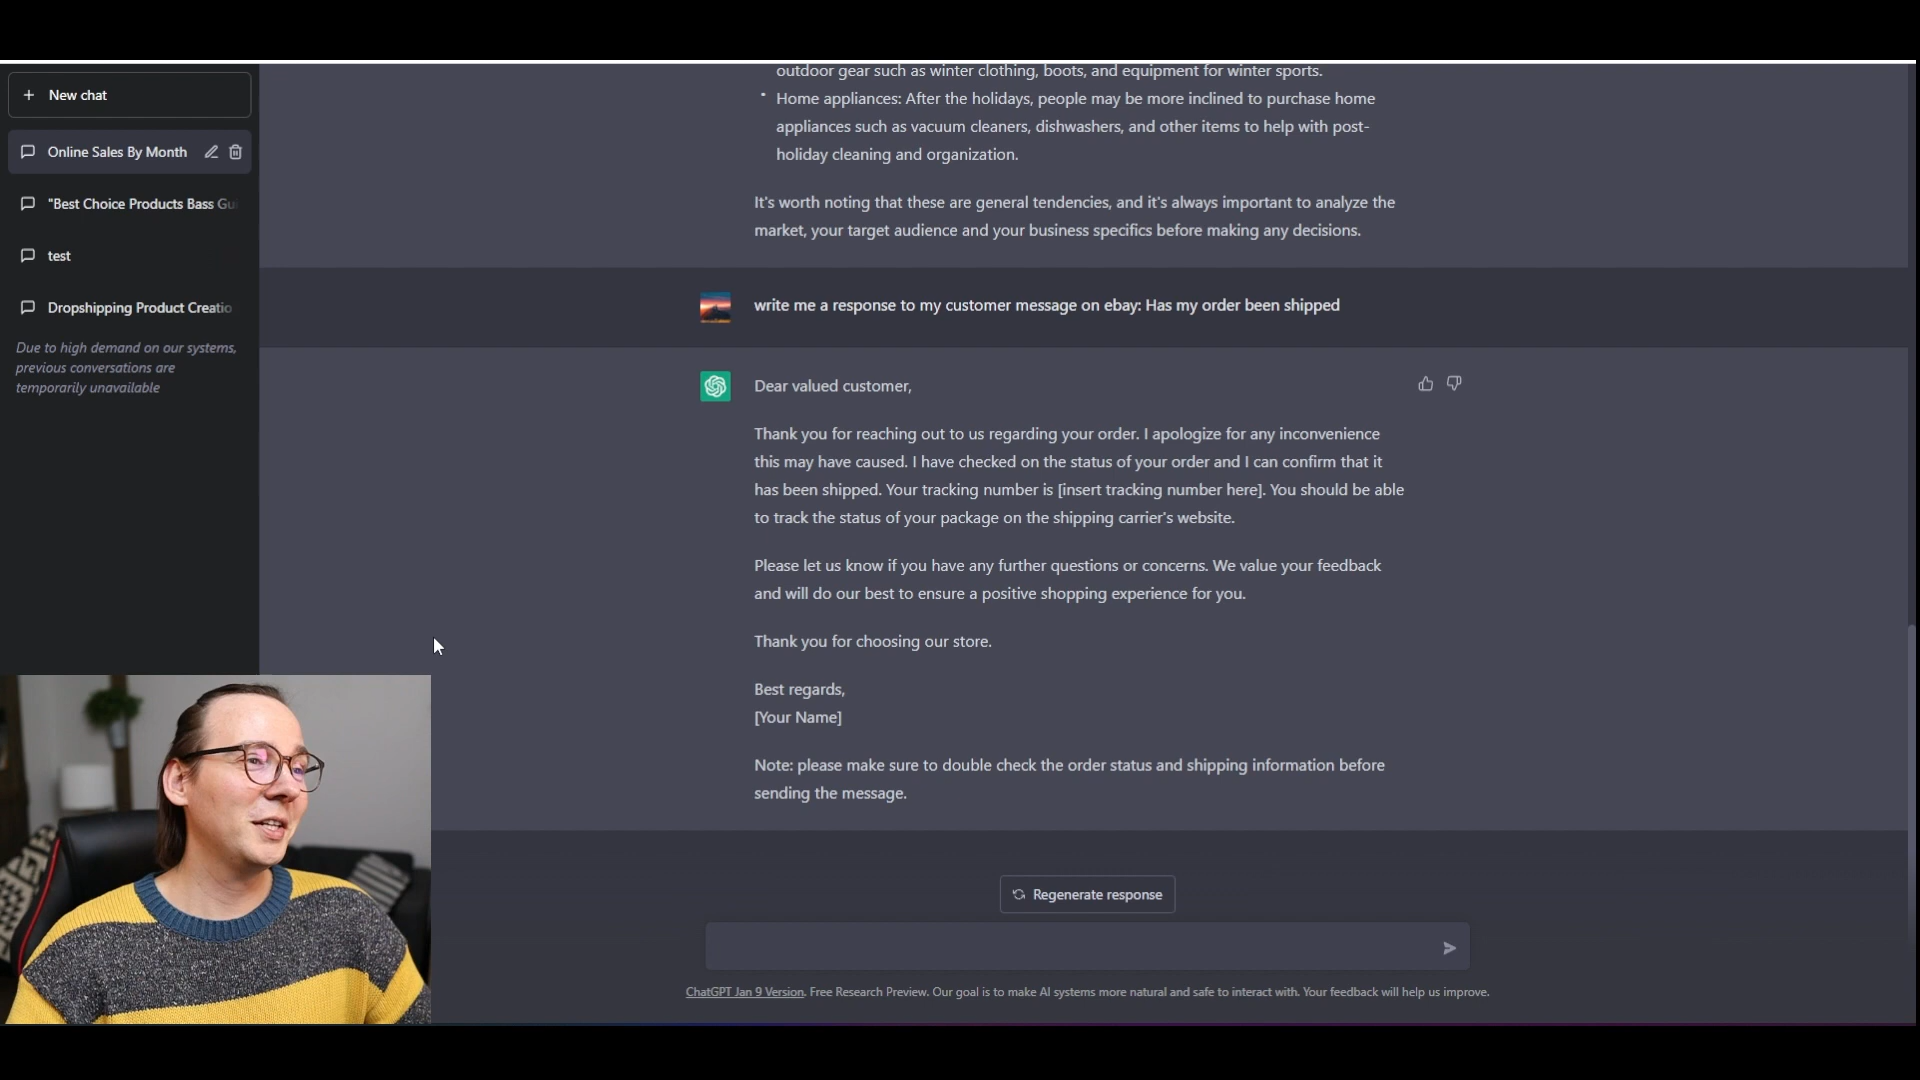 New chat
Online Sales By Month
"Best Choice Products Bass Gu
test
Dropshipping Product Creatio
Due to high demand on our systems,
previous conversations are
temporarily unavailable
outdoor gear such as winter clothing, boots, and equipment for winter sports.
• Home appliances: After the holidays, people may be more inclined to purchase home
appliances such as vacuum cleaners, dishwashers, and other items to help with post-
holiday cleaning and organization.
It's worth noting that these are general tendencies, and it's always important to analyze the
market, your target audience and your business specifics before making any decisions.
write me a response to my customer message on ebay: Has my order been shipped
Dear valued customer,
Thank you for reaching out to us regarding your order. I apologize for any inconvenience
this may have caused. I have checked on the status of your order and I can confirm that it
has been shipped. Your tracking number is [insert tracking number here]. You should be able
to track the status of your package on the shipping carrier's website.
Please let us know if you have any further questions or concerns. We value your feedback
and will do our best to ensure a positive shopping experience for you.
Thank you for choosing our store.
Best regards,
[Your Name]
Note: please make sure to double check the order status and shipping information before
sending the message.
Regenerate response
ChatGPT Jan 9 Version. Free Research Preview. Our goal is to make AI systems more natural and safe to interact with. Your feedback will help us improve.